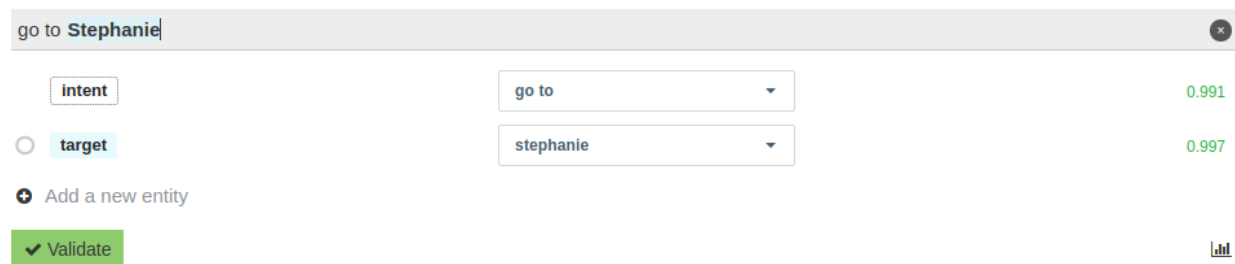 go to Stephanie
intent go to 0.991
target stephanie 0.997
Add a new entity
Validate